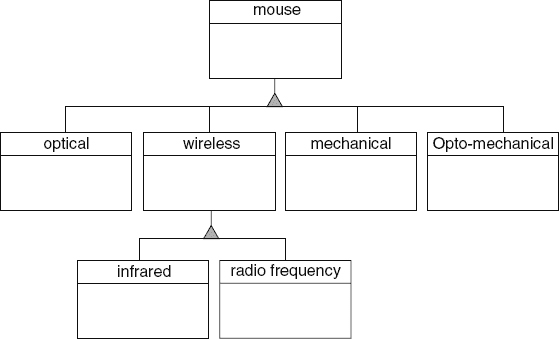 mouse
optical
wireless
mechanical
Opto-mechanical
infrared
radio frequency